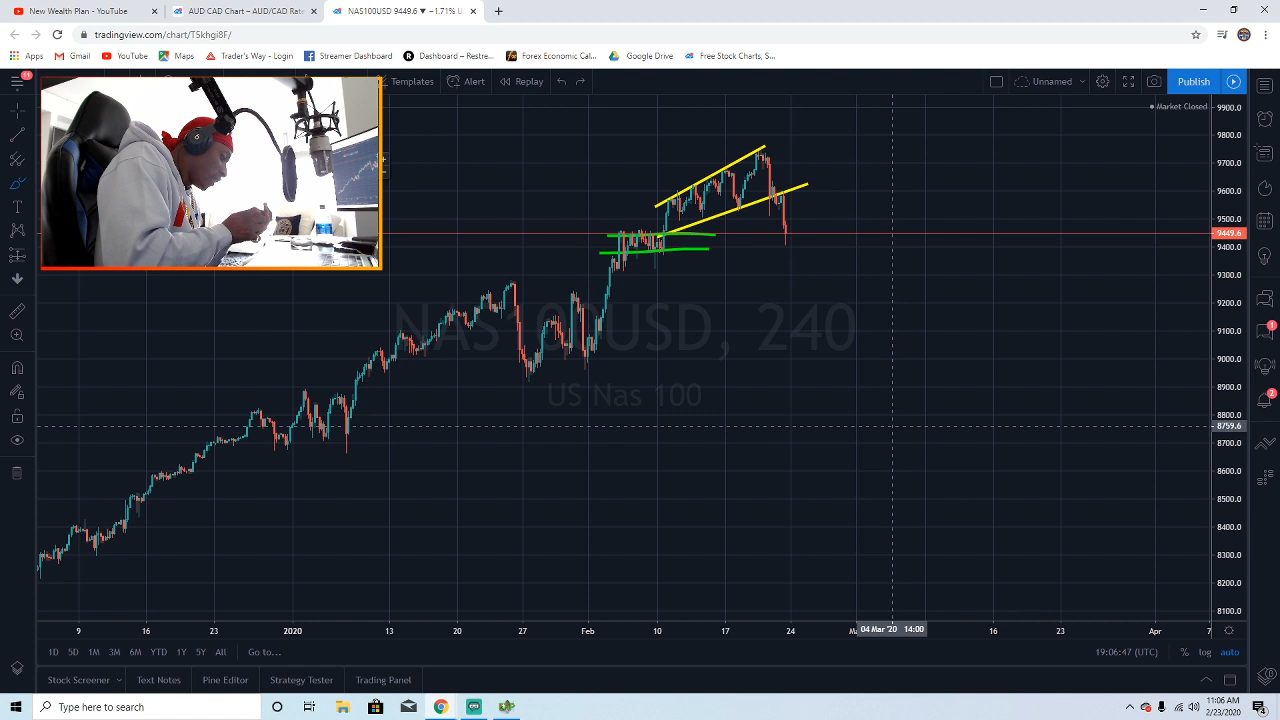 New Wealth Plan - YouTube
AUD CAD Chart – AUD/CAD Rate
NAS100USD 9449.6 ▼ −1.71% U
tradingview.com/chart/T5khgi8F/
Apps
Gmail
YouTube
Maps
Trader's Way - Login
Streamer Dashboard
Dashboard – Restre...
Forex Economic Cal...
Google Drive
Free Stock Charts, S...
11
Templates
Alert
Replay
Unnamed
Publish
Market Closed
9900.0
9800.0
9700.0
9600.0
9500.0
9449.6
9400.0
9300.0
9200.0
9100.0
9000.0
8900.0
8800.0
8759.6
8700.0
8600.0
8500.0
8400.0
8300.0
8200.0
8100.0
NAS100USD, 240
US Nas 100
1
2
9
16
23
2020
13
20
27
Feb
10
17
24
04 Mar '20 14:00
16
23
Apr
7
1D
5D
1M
3M
6M
YTD
1Y
5Y
All
Go to...
19:06:47 (UTC)
%
log
auto
Stock Screener
Text Notes
Pine Editor
Strategy Tester
Trading Panel
Type here to search
11:06 AM
2/23/2020
4